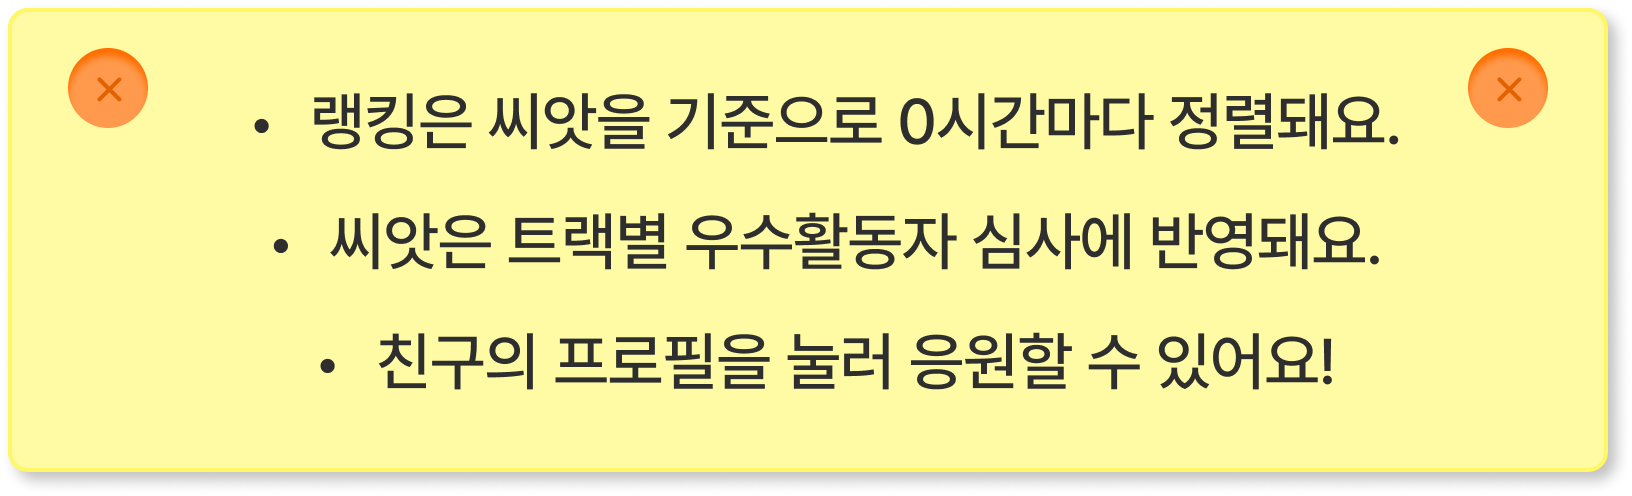 • 랭킹은 씨앗을 기준으로 0시간마다 정렬돼요.
• 씨앗은 트랙별 우수활동자 심사에 반영돼요.
• 친구의 프로필을 눌러 응원할 수 있어요!